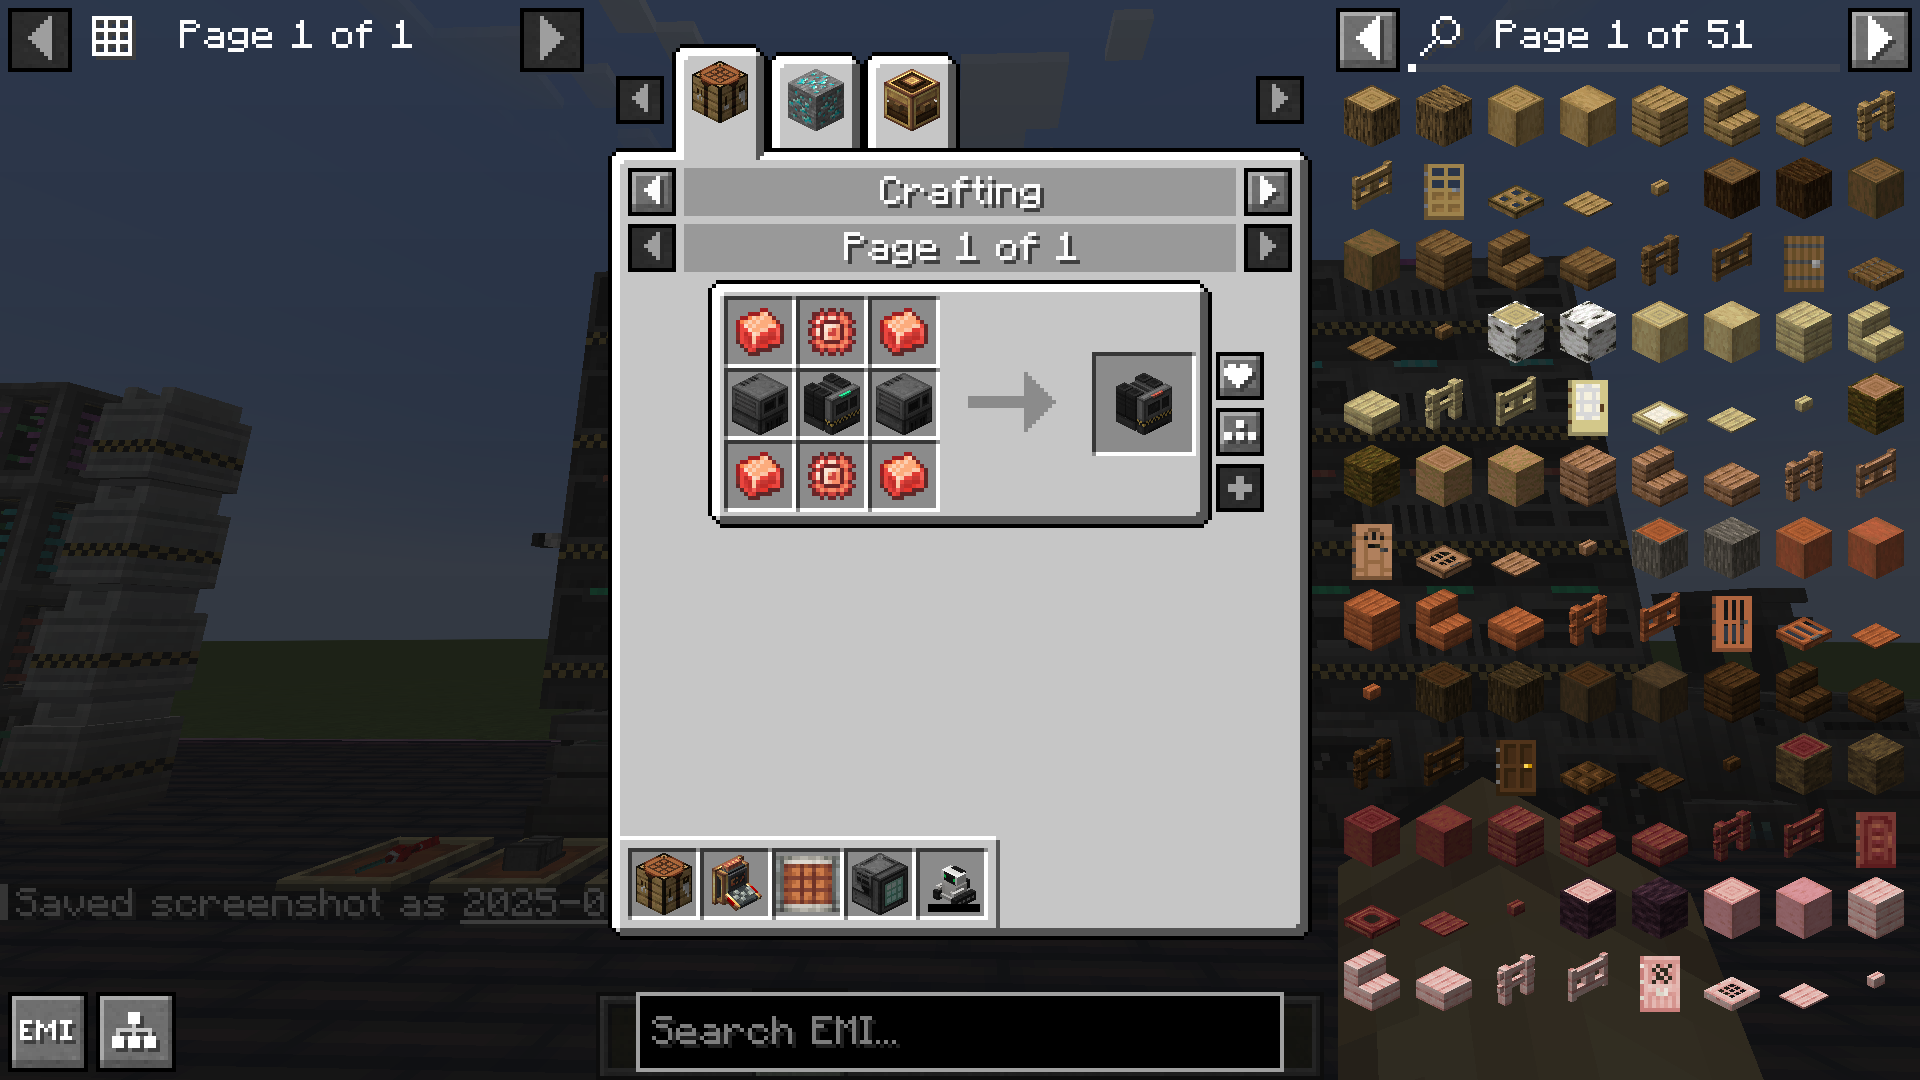 Page 1 of 1
Page 1 of 51
Crafting
Page 1 of 1
Saved screenshot as 2025-0
EMI
Search EMI...